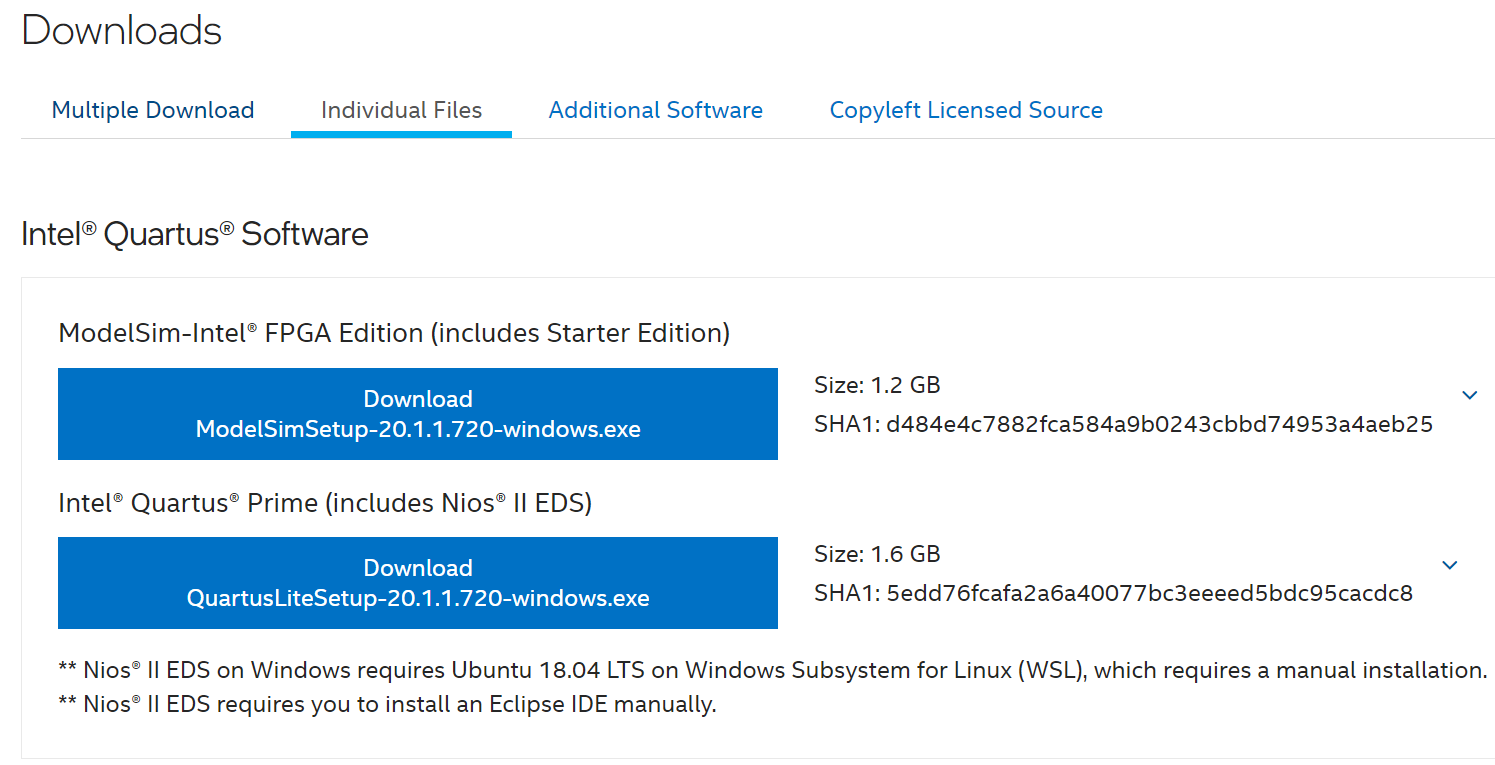 Downloads
Multiple Download Individual Files Additional Software Copyleft Licensed Source
Intel® Quartus® Software
ModelSim-Intel® FPGA Edition (includes Starter Edition)
Download
ModelSimSetup-20.1.1.720-windows.exe
Size: 1.2 GB
SHA1: d484e4c7882fca584a9b0243cbbd74953a4aeb25
Intel® Quartus® Prime (includes Nios® II EDS)
Download
QuartusLiteSetup-20.1.1.720-windows.exe
Size: 1.6 GB
SHA1: 5edd76fcafa2a6a40077bc3eeeed5bdc95cacdc8
** Nios® II EDS on Windows requires Ubuntu 18.04 LTS on Windows Subsystem for Linux (WSL), which requires a manual installation.
** Nios® II EDS requires you to install an Eclipse IDE manually.